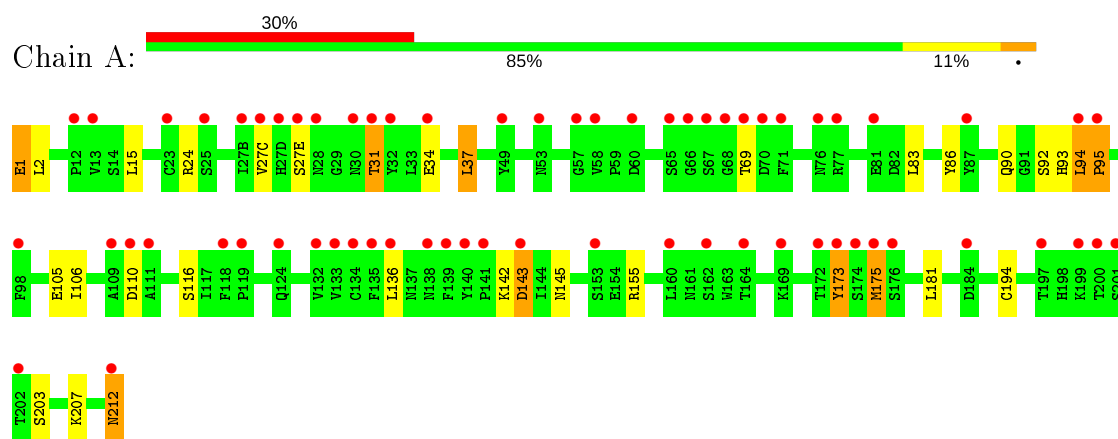 30%
Chain A:
85% 11% •
E1 L2 P12 V13 S14 L15 C23 R24 S25 I27B V27C H27D S27E N28 G29 N30 T31 Y32 L33 E34 L37 Y49 N53 G57 V58 P59 D60 S65 G66 S67 G68 T69 D70 F71 N76 R77 E81 D82 L83 Y86 Y87 Q90 G91 S92 H93 L94 P95
F98 E105 I106 A109 D110 A111 S116 I117 F118 P119 Q124 V132 V133 C134 F135 L136 N137 N138 F139 Y140 P141 K142 D143 I144 N145 S153 E154 R155 L160 N161 S162 W163 T164 K169 T172 Y173 S174 M175 S176 L181 D184 C194 T197 H198 K199 T200 S201
T202 S203 K207 N212